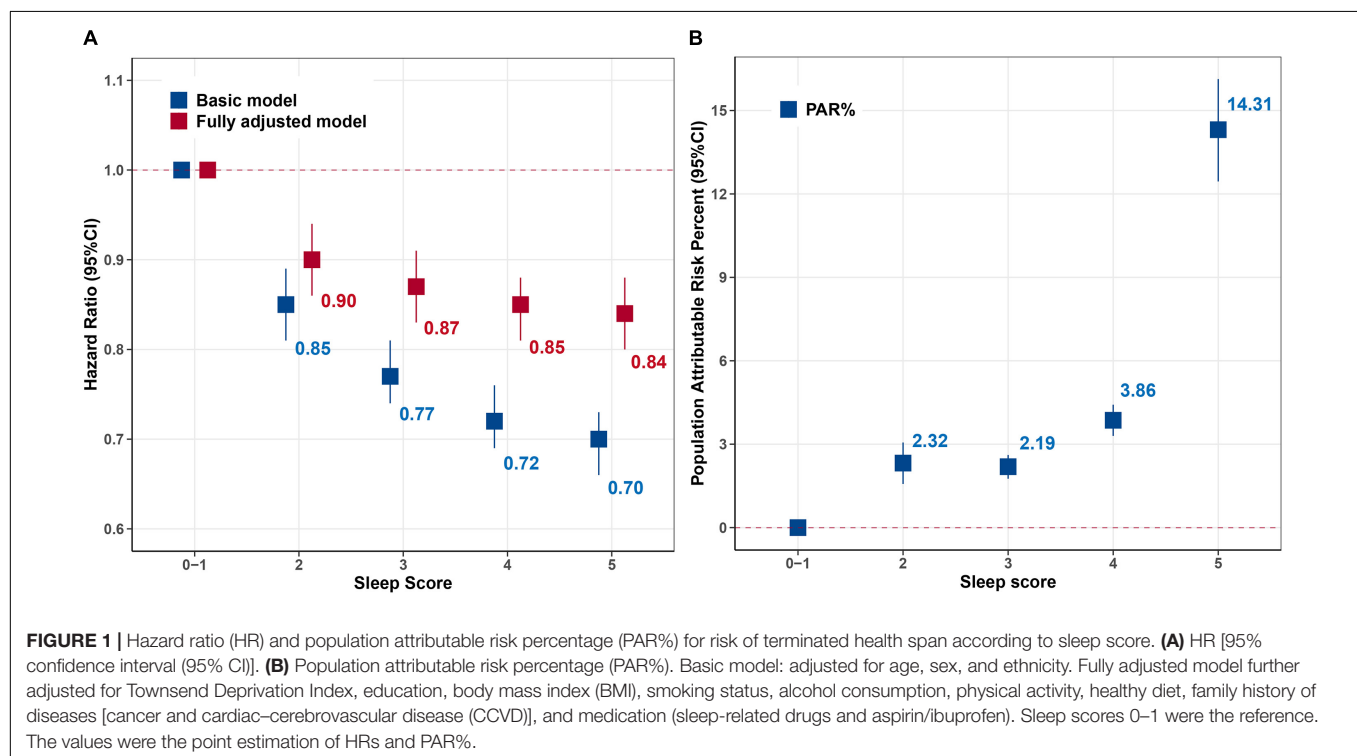 A
Basic model
Fully adjusted model
Hazard Ratio (95%CI)
1.1
1.0
0.9
0.8
0.7
0.6
0.90
0.87
0.85
0.84
0.85
0.77
0.72
0.70
0–1 2 3 4 5
Sleep Score
B
PAR%
Population Attributable Risk Percent (95%CI)
15
12
9
6
3
0
14.31
3.86
2.32
2.19
0–1 2 3 4 5
Sleep score
FIGURE 1 | Hazard ratio (HR) and population attributable risk percentage (PAR%) for risk of terminated health span according to sleep score. (A) HR [95%
confidence interval (95% CI)]. (B) Population attributable risk percentage (PAR%). Basic model: adjusted for age, sex, and ethnicity. Fully adjusted model further
adjusted for Townsend Deprivation Index, education, body mass index (BMI), smoking status, alcohol consumption, physical activity, healthy diet, family history of
diseases [cancer and cardiac–cerebrovascular disease (CCVD)], and medication (sleep-related drugs and aspirin/ibuprofen). Sleep scores 0–1 were the reference.
The values were the point estimation of HRs and PAR%.